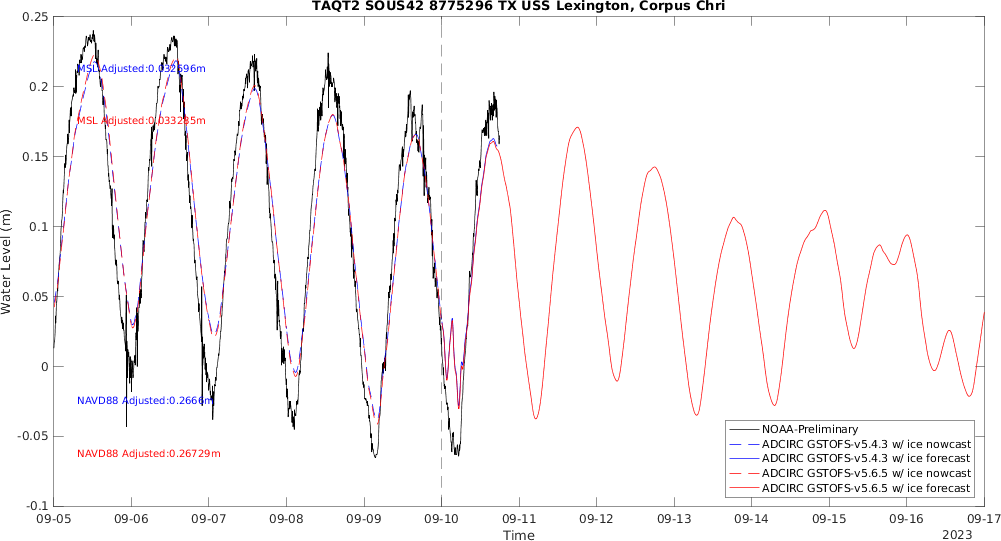 TAQT2 SOUS42 8775296 TX USS Lexington, Corpus Chri
0.25
0.2
0.15
0.1
0.05
0
-0.05
-0.1
Water Level (m)
MSL Adjusted:0.032696m
MSL Adjusted:0.033285m
NAVD88 Adjusted:0.2666m
NAVD88 Adjusted:0.26729m
NOAA-Preliminary
ADCIRC GSTOFS-v5.4.3 w/ ice nowcast
ADCIRC GSTOFS-v5.4.3 w/ ice forecast
ADCIRC GSTOFS-v5.6.5 w/ ice nowcast
ADCIRC GSTOFS-v5.6.5 w/ ice forecast
09-05 09-06 09-07 09-08 09-09 09-10 09-11 09-12 09-13 09-14 09-15 09-16 09-17
Time
2023